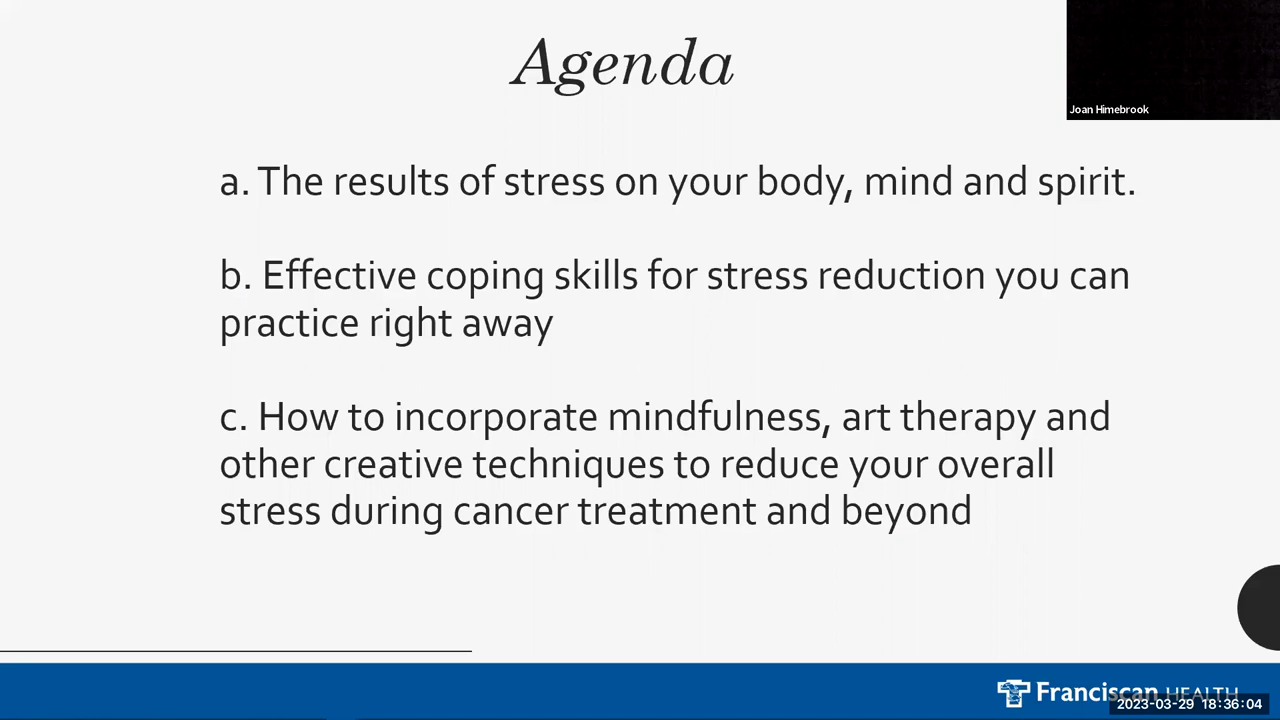 Agenda
Joan Himebrook
a. The results of stress on your body, mind and spirit.
b. Effective coping skills for stress reduction you can
practice right away
c. How to incorporate mindfulness, art therapy and
other creative techniques to reduce your overall
stress during cancer treatment and beyond
Franciscan HEALTH
2023-03-29 18:36:04